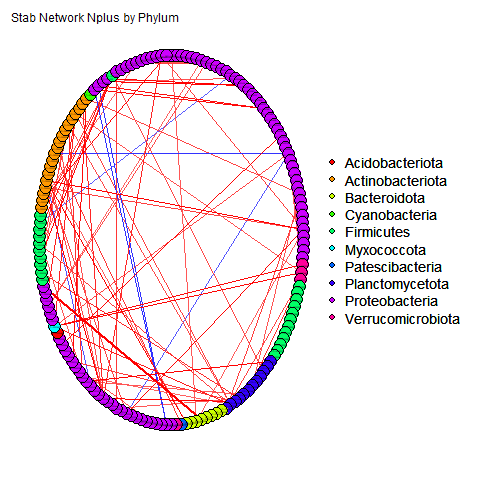 Stab Network Nplus by Phylum
Acidobacteriota
Actinobacteriota
Bacteroidota
Cyanobacteria
Firmicutes
Myxococcota
Patescibacteria
Planctomycetota
Proteobacteria
Verrucomicrobiota